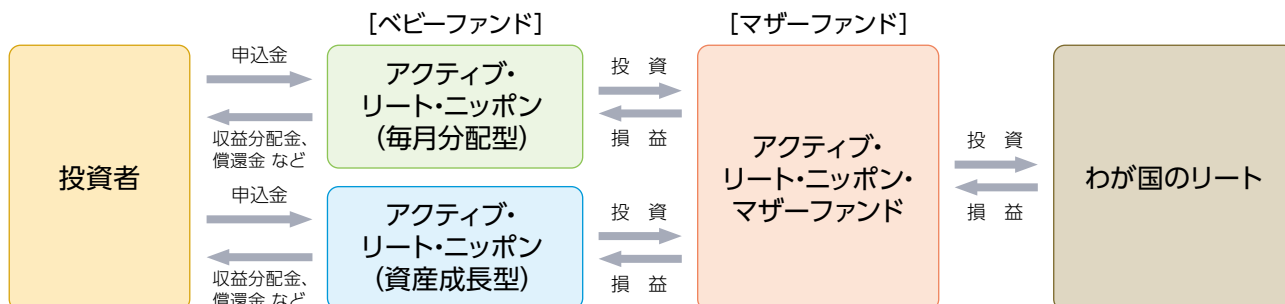 [ベビーファンド]
[マザーファンド]
投資者
申込金
収益分配金、
償還金 など
申込金
収益分配金、
償還金 など
アクティブ・
リート・ニッポン
(毎月分配型)
アクティブ・
リート・ニッポン
(資産成長型)
投 資
損 益
投 資
損 益
アクティブ・
リート・ニッポン・
マザーファンド
投 資
損 益
わが国のリート